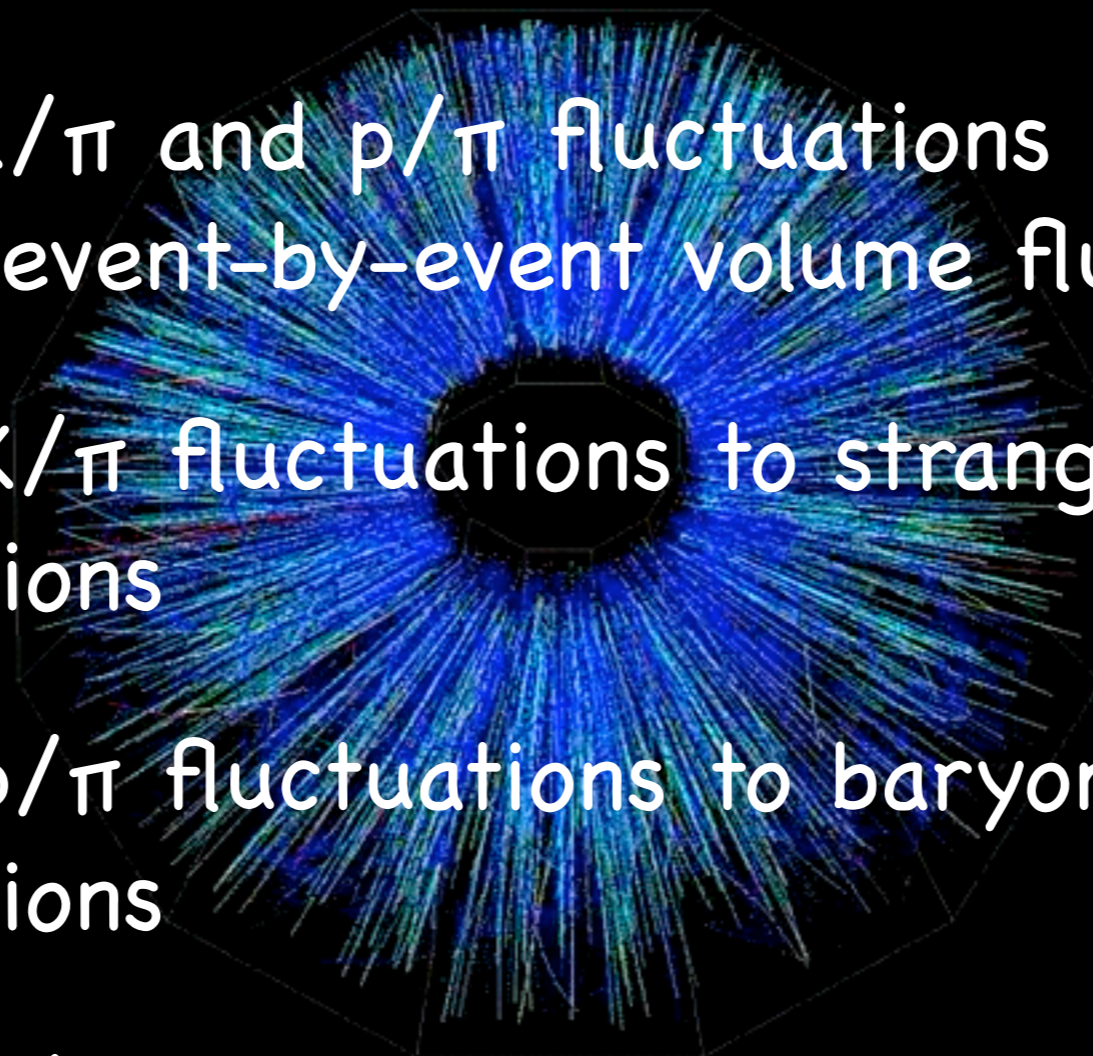 /π and p/π fluctuations
event-by-event volume flu
K/π fluctuations to strang
ions
p/π fluctuations to baryon
ions